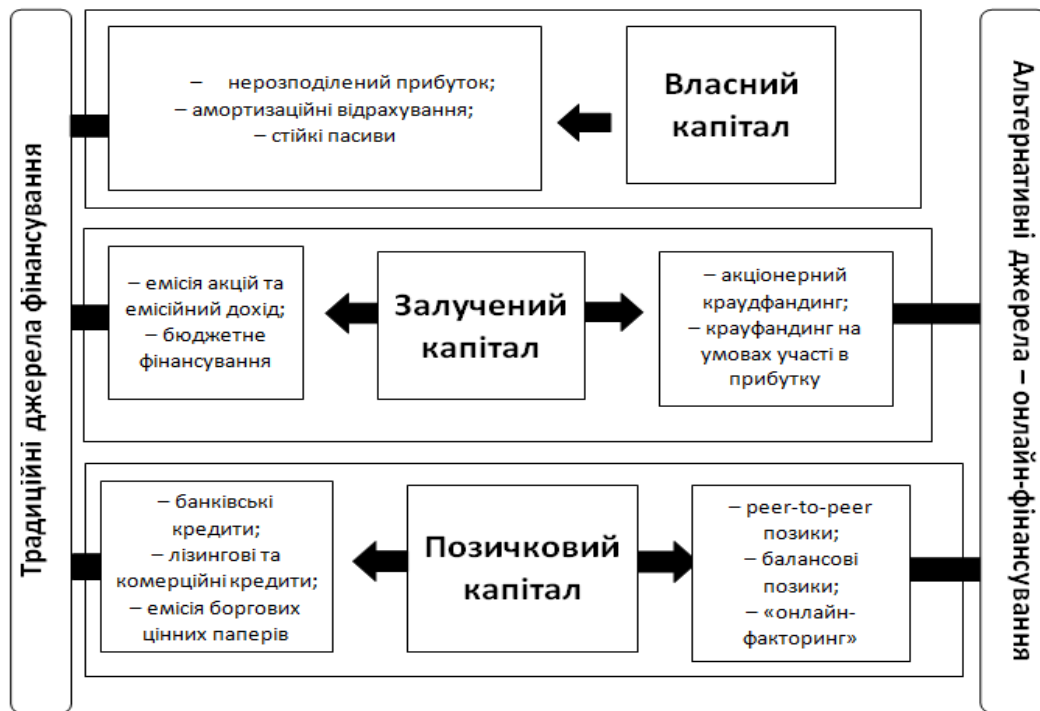 Традиційні джерела фінансування
– нерозподілений прибуток;
– амортизаційні відрахування;
– стійкі пасиви
Власний
капітал
– емісія акцій та
емісійний дохід;
– бюджетне
фінансування
Залучений
капітал
– акціонерний
краудфандинг;
– крауфандинг на
умовах участі в
прибутку
– банківські
кредити;
– лізингові та
комерційні кредити;
– емісія боргових
цінних паперів
Позичковий
капітал
– peer-to-peer
позики;
– балансові
позики;
– «онлайн-
факторинг»
Альтернативні джерела – онлайн-фінансування